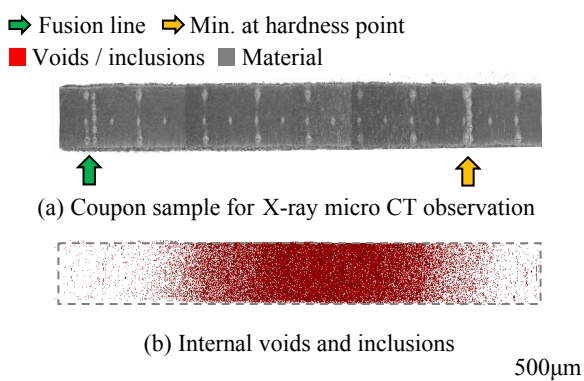 Fusion line Min. at hardness point
Voids / inclusions Material
(a) Coupon sample for X-ray micro CT observation
(b) Internal voids and inclusions
500μm